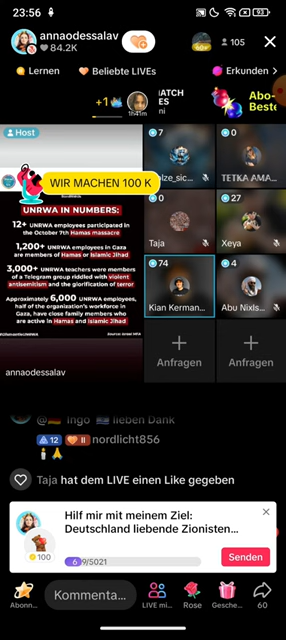 23:56
93
annaodessalav
84.2K
105
Lernen
Beliebte LIVEs
Erkunden >
+1
1h41m
MATCH
ES
ni
Abo-
Beste
Host
WIR MACHEN 100 K
UNRWA IN NUMBERS:
12+ UNRWA employees participated in the October 7th Hamas massacre
1,200+ UNRWA employees in Gaza are members of Hamas or Islamic Jihad
3,000+ UNRWA teachers were members of a Telegram group riddled with violent antisemitism and the glorification of terror
Approximately 6,000 UNRWA employees, half of the organization's workforce in Gaza, have close family members who are active in Hamas and Islamic Jihad
annaodessalav
7
0
TETKA AMA...
0
Taja
27
Xeya
74
Kian Kerman...
4
Abu Nixls...
Anfragen
Anfragen
@ Ingo lieben Dank
12
II
nordlicht856
Taja hat dem LIVE einen Like gegeben
Hilf mir mit meinem Ziel:
Deutschland liebende Zionisten...
100
6 9/5021
Senden
Abonn...
Kommenta...
LIVE mi...
Rose
Gesche...
60